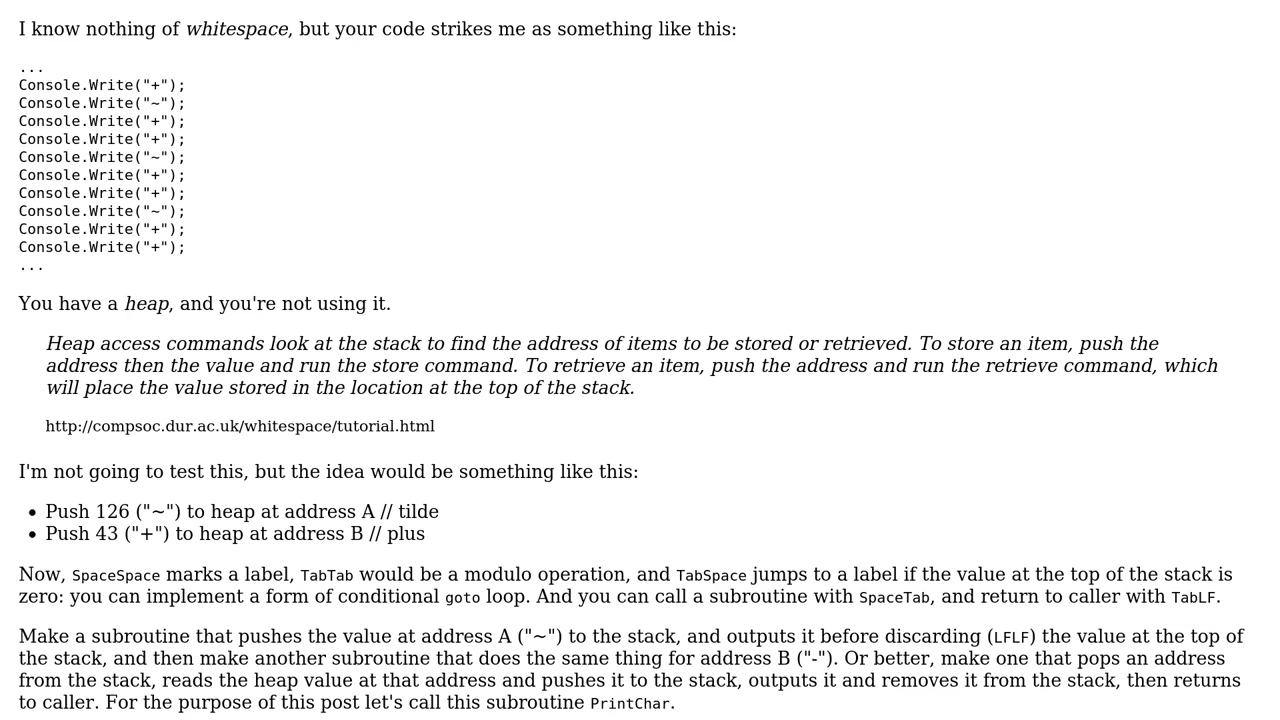 I know nothing of whitespace, but your code strikes me as something like this:
...
Console.Write("+");
Console.Write("~");
Console.Write("+");
Console.Write("+");
Console.Write("~");
Console.Write("+");
Console.Write("+");
Console.Write("~");
Console.Write("+");
Console.Write("+");
...
You have a heap, and you're not using it.
Heap access commands look at the stack to find the address of items to be stored or retrieved. To store an item, push the
address then the value and run the store command. To retrieve an item, push the address and run the retrieve command, which
will place the value stored in the location at the top of the stack.
http://compsoc.dur.ac.uk/whitespace/tutorial.html
I'm not going to test this, but the idea would be something like this:
• Push 126 ("~") to heap at address A // tilde
• Push 43 ("+") to heap at address B // plus
Now, SpaceSpace marks a label, TabTab would be a modulo operation, and TabSpace jumps to a label if the value at the top of the stack is
zero: you can implement a form of conditional goto loop. And you can call a subroutine with SpaceTab, and return to caller with TabLF.
Make a subroutine that pushes the value at address A ("~") to the stack, and outputs it before discarding (LFLF) the value at the top of
the stack, and then make another subroutine that does the same thing for address B ("-"). Or better, make one that pops an address
from the stack, reads the heap value at that address and pushes it to the stack, outputs it and removes it from the stack, then returns
to caller. For the purpose of this post let's call this subroutine PrintChar.